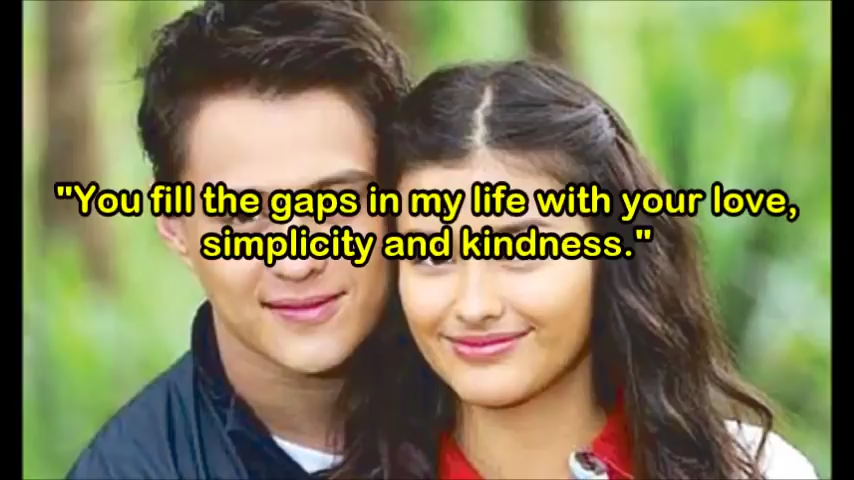 "You fill the gaps in my life with your love,
simplicity and kindness."